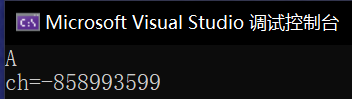 C:\ Microsoft Visual Studio 调试控制台
A
ch=-858993599